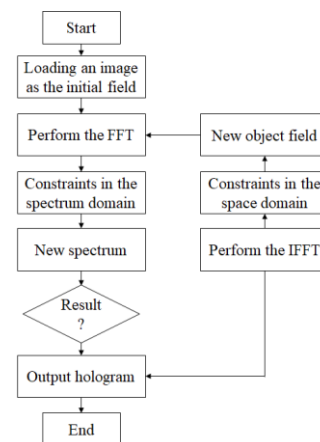 Start
Loading an image
as the initial field
Perform the FFT
New object field
Constraints in the
spectrum domain
Constraints in the
space domain
New spectrum
Perform the IFFT
Result
?
Output hologram
End